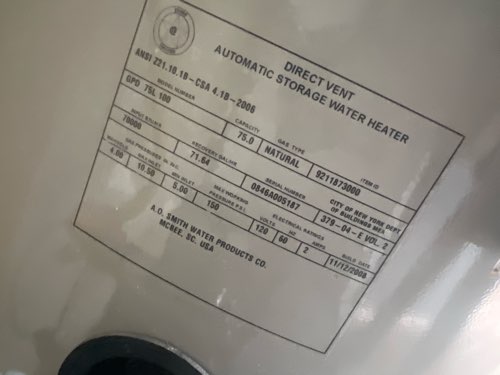 DIRECT VENT
AUTOMATIC STORAGE WATER HEATER
ANSI Z21.10.1B-CSA 4.1B-2006
MODEL NUMBER CAPACITY GAS TYPE ITEM ID
GPD 75L 100 75.0 NATURAL 9211873000
INPUT BTU/HR RECOVERY GAL/HR SERIAL NUMBER CITY OF NEW YORK DEPT
OF BUILDINGS MEA
70000 71.64 0846A005187 379-04-E VOL. 2
GAS PRESSURES IN. W.C. MAX WORKING ELECTRICAL RATINGS
MANIFOLD MAX INLET MIN INLET PRESSURE P.S.I. VOLTS HZ AMPS BUILD DATE
4.00 10.50 5.00 150 120 60 2 11/12/2008
A.O. SMITH WATER PRODUCTS CO.
MCBEE, SC. USA